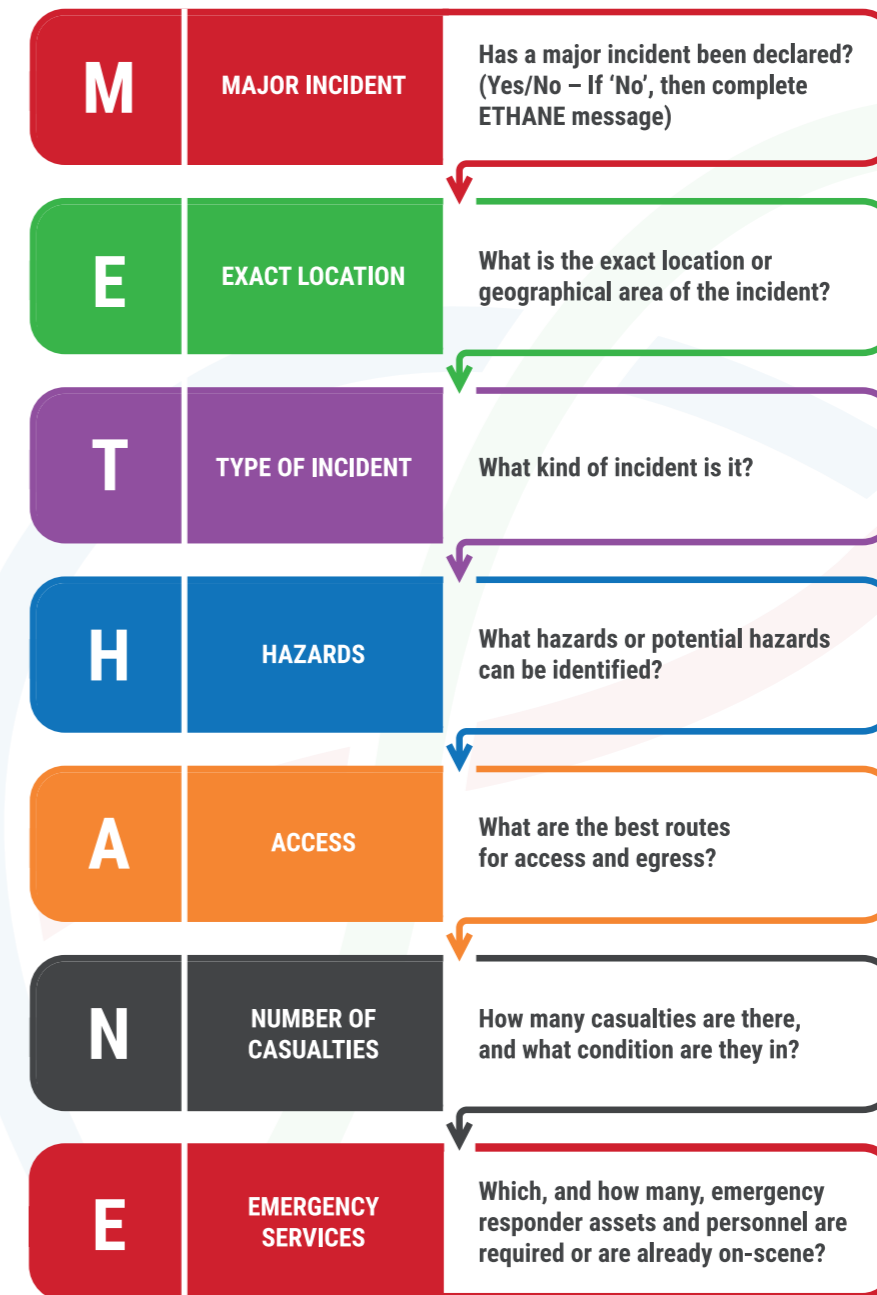 M
MAJOR INCIDENT
Has a major incident been declared?
(Yes/No – If ‘No’, then complete
ETHANE message)
E
EXACT LOCATION
What is the exact location or
geographical area of the incident?
T
TYPE OF INCIDENT
What kind of incident is it?
H
HAZARDS
What hazards or potential hazards
can be identified?
A
ACCESS
What are the best routes
for access and egress?
N
NUMBER OF
CASUALTIES
How many casualties are there,
and what condition are they in?
E
EMERGENCY
SERVICES
Which, and how many, emergency
responder assets and personnel are
required or are already on-scene?